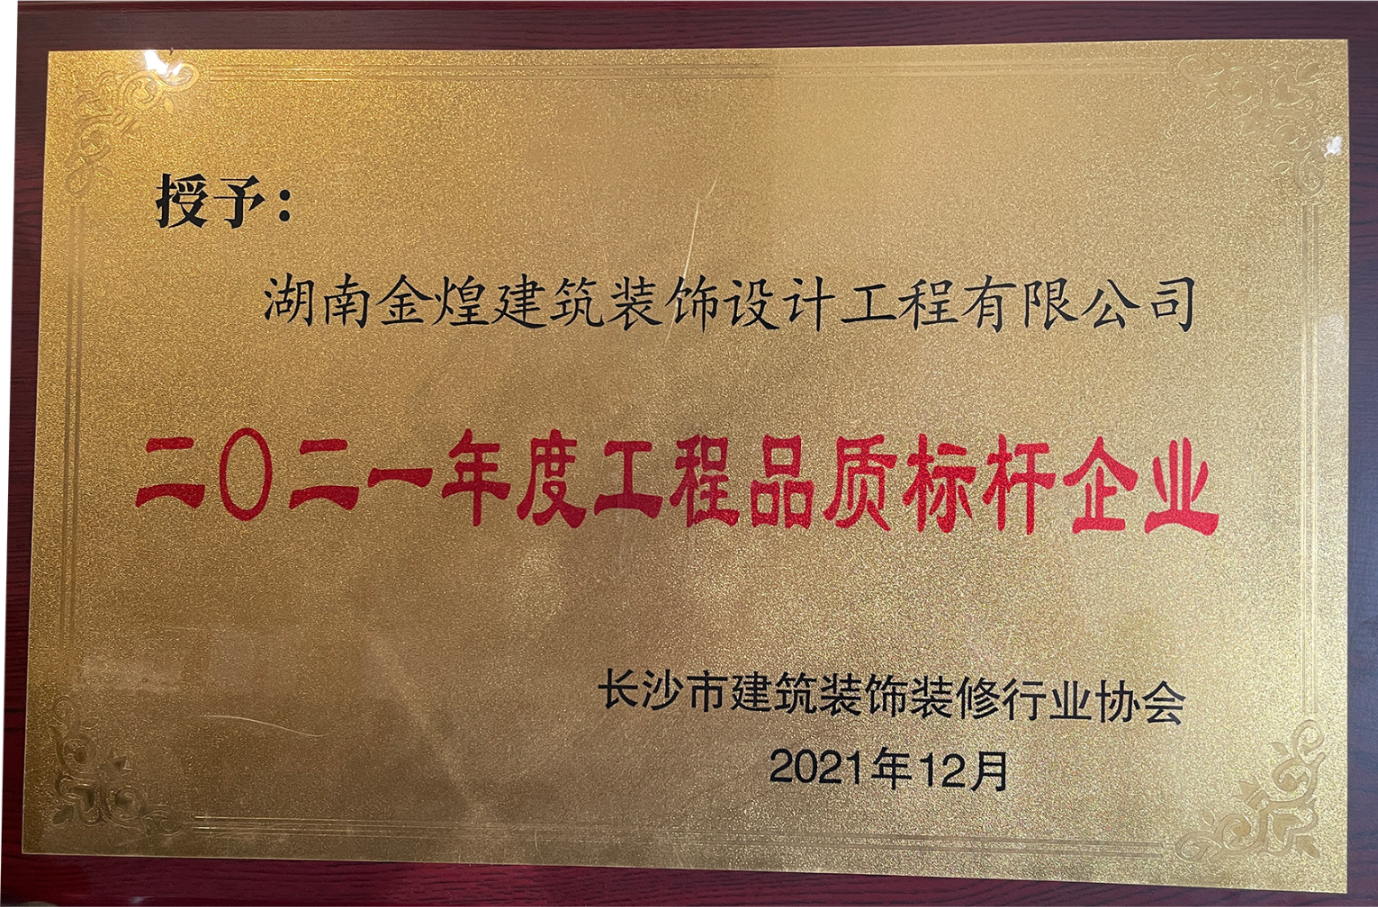 授予：
湖南金煌建筑装饰设计工程有限公司
二〇二一年度工程品质标杆企业
长沙市建筑装饰装修行业协会
2021年12月